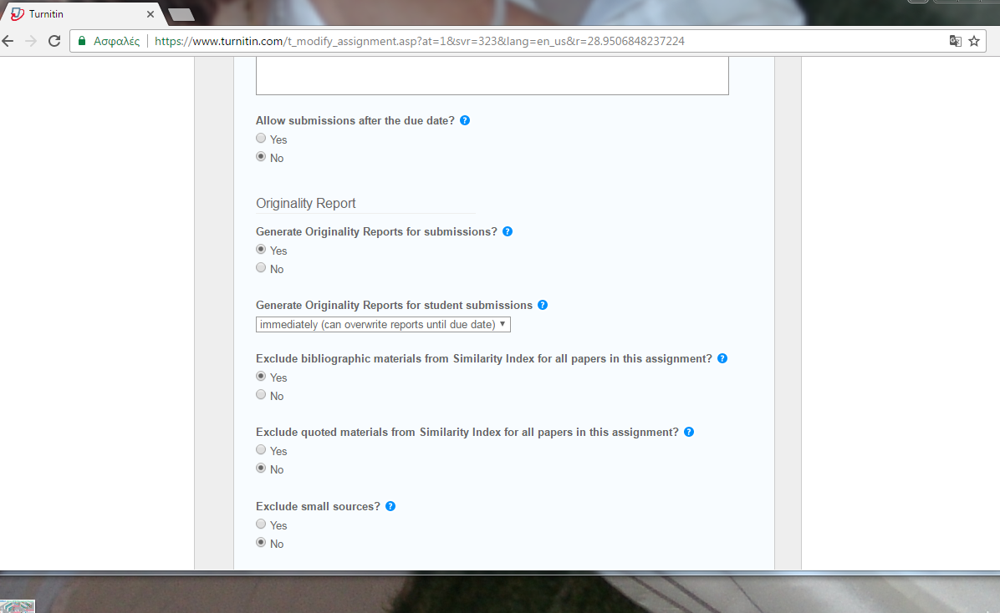 Turnitin
Ασφαλές https://www.turnitin.com/t_modify_assignment.asp?at=1&svr=323&lang=en_us&r=28.9506848237224
Allow submissions after the due date? ?
Yes
No
Originality Report
Generate Originality Reports for submissions? ?
Yes
No
Generate Originality Reports for student submissions ?
immediately (can overwrite reports until due date)
Exclude bibliographic materials from Similarity Index for all papers in this assignment? ?
Yes
No
Exclude quoted materials from Similarity Index for all papers in this assignment? ?
Yes
No
Exclude small sources? ?
Yes
No